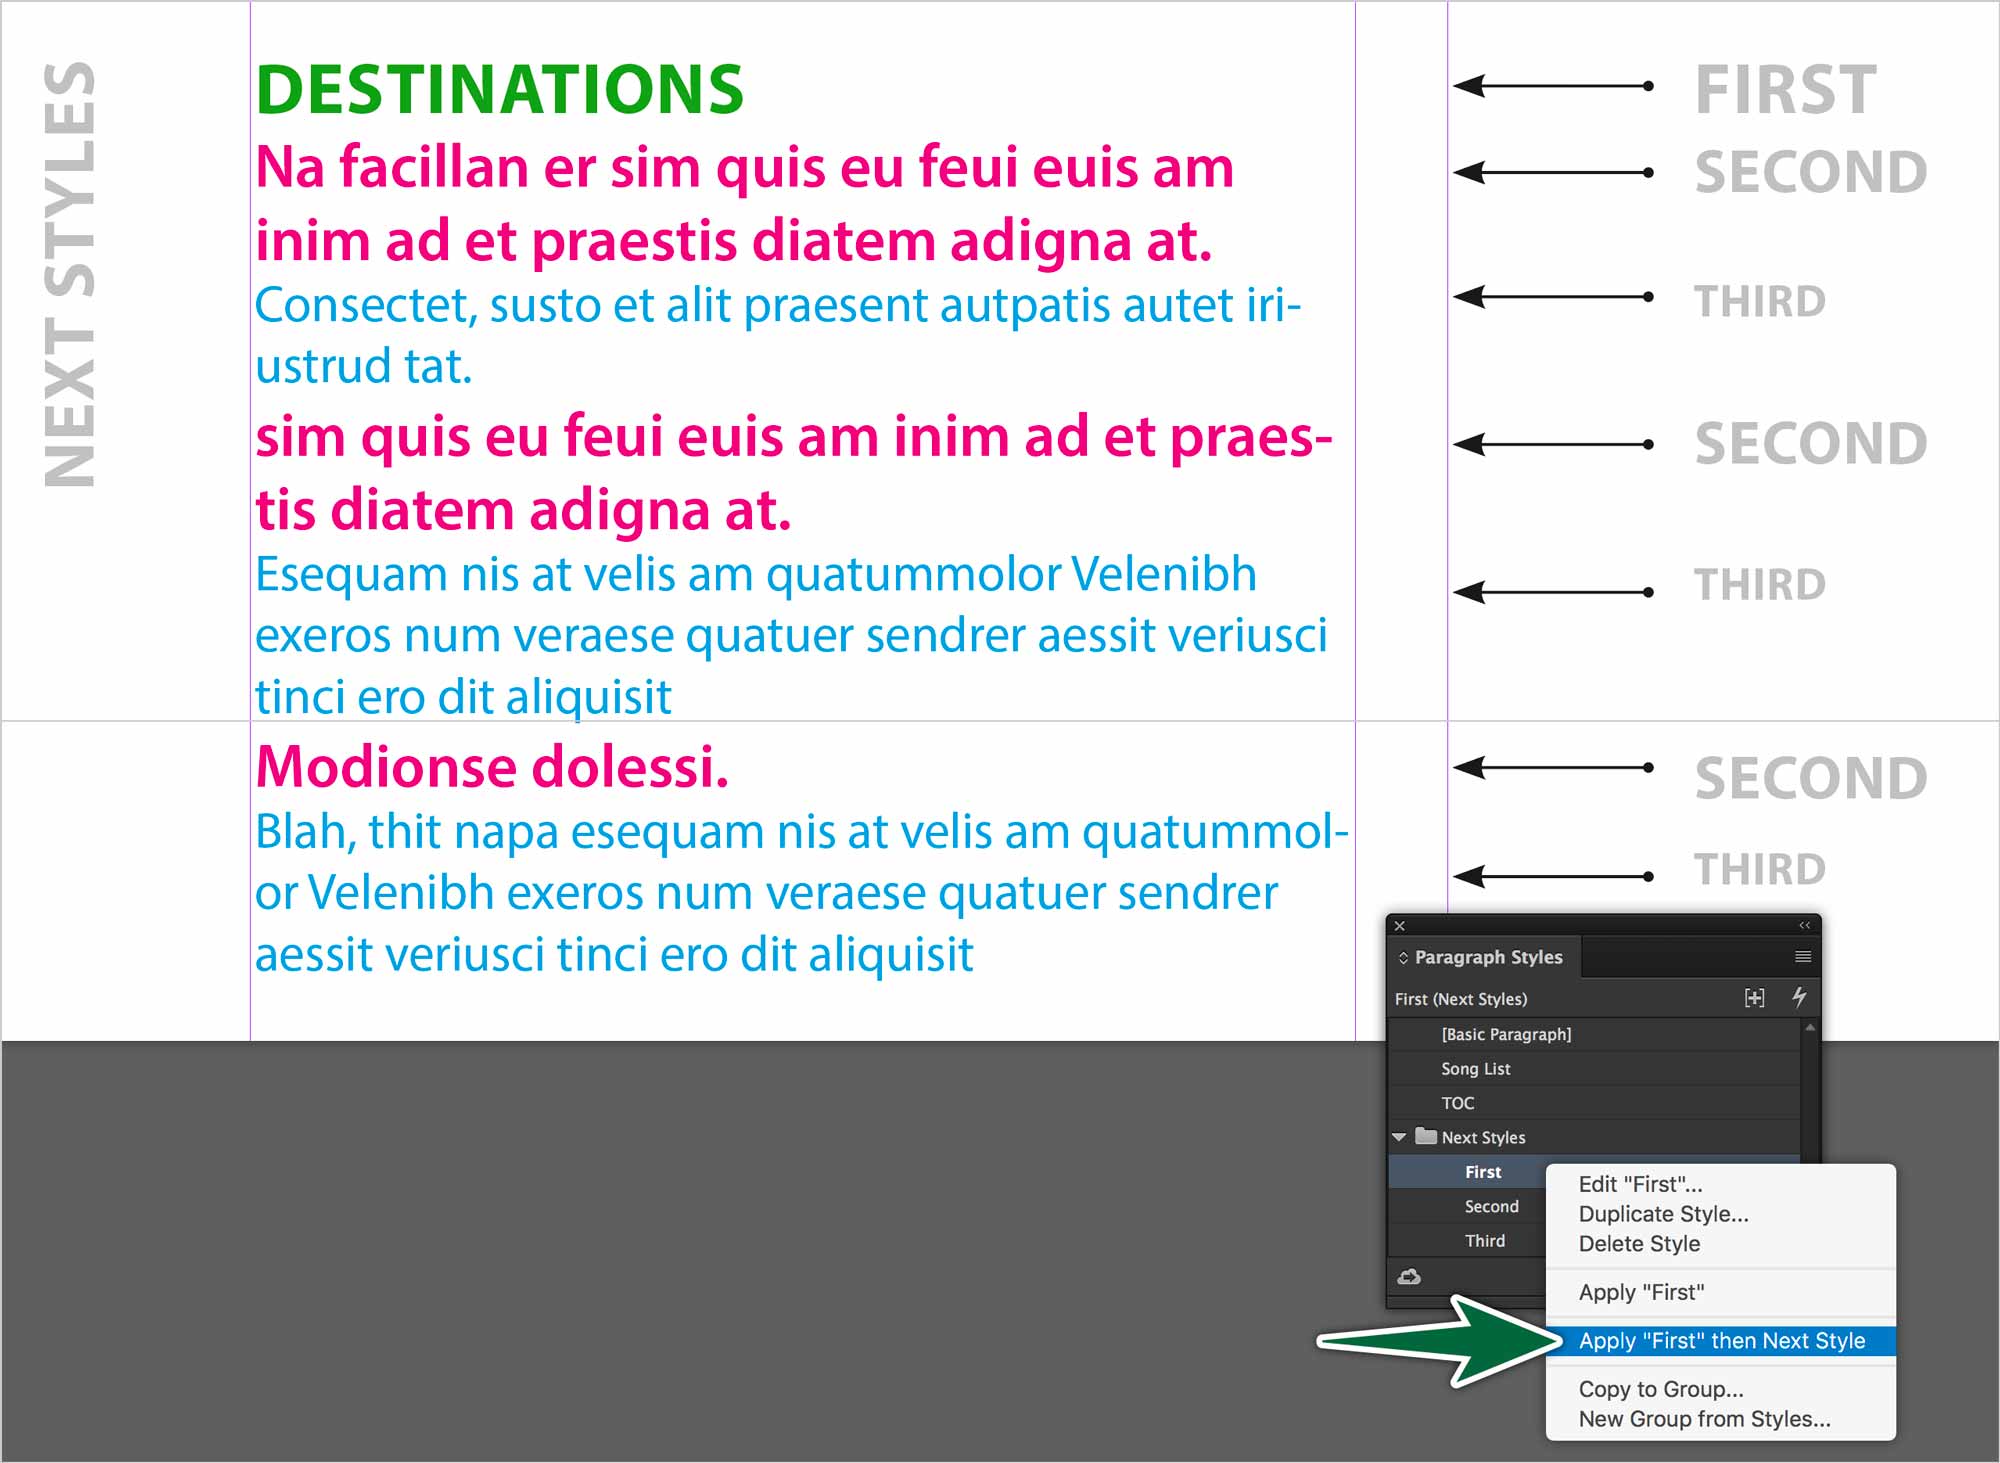 NEXT STYLES
DESTINATIONS
FIRST
Na facillan er sim quis eu feui euis am
SECOND
inim ad et praestis diatem adigna at.
Consectet, susto et alit praesent autpatis autet iri-
THIRD
ustrud tat.
sim quis eu feui euis am inim ad et praes-
SECOND
tis diatem adigna at.
Esequam nis at velis am quatummolor Velenibh
THIRD
exeros num veraese quatuer sendrer aessit veriusci
tinci ero dit aliquisit
Modionse dolessi.
SECOND
Blah, thit napa esequam nis at velis am quatummol-
THIRD
or Velenibh exeros num veraese quatuer sendrer
aessit veriusci tinci ero dit aliquisit
Paragraph Styles
First (Next Styles)
[Basic Paragraph]
Song List
TOC
Next Styles
First
Second
Third
Edit "First"...
Duplicate Style...
Delete Style
Apply "First"
Apply "First" then Next Style
Copy to Group...
New Group from Styles...